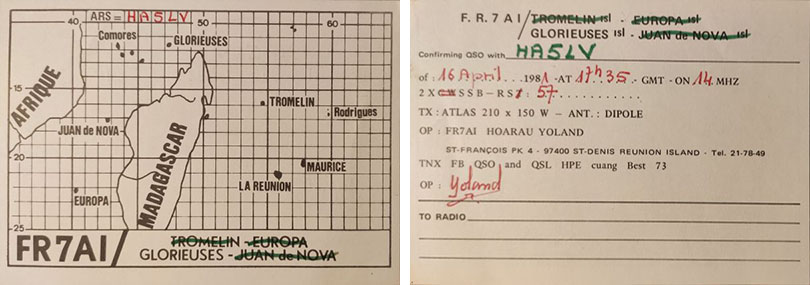 ARS = HA5LV
40
50
60
Comores
GLORIEUSES
AFRIQUE
15
TROMELIN
Rodrigues
JUAN de NOVA
MADAGASCAR
20
MAURICE
LA REUNION
EUROPA
25
FR7AI/ TROMELIN - EUROPA
GLORIEUSES - JUAN de NOVA
F. R. 7 A I / TROMELIN isl - EUROPA isl
GLORIEUSES isl - JUAN de NOVA isl
Confirming QSO with HA5LV
of : 16 April . . . 1981 - AT 17h35 - GMT - ON 14 MHZ
2 X CW S S B - R S T : 57 . . . . . . . . . . .
TX : ATLAS 210 x 150 W - ANT. : DIPOLE
OP : FR7AI HOARAU YOLAND
ST-FRANÇOIS PK 4 - 97400 ST-DENIS REUNION ISLAND - Tel. 21-78-49
TNX FB QSO and QSL HPE cuang Best 73
OP : Yoland
TO RADIO